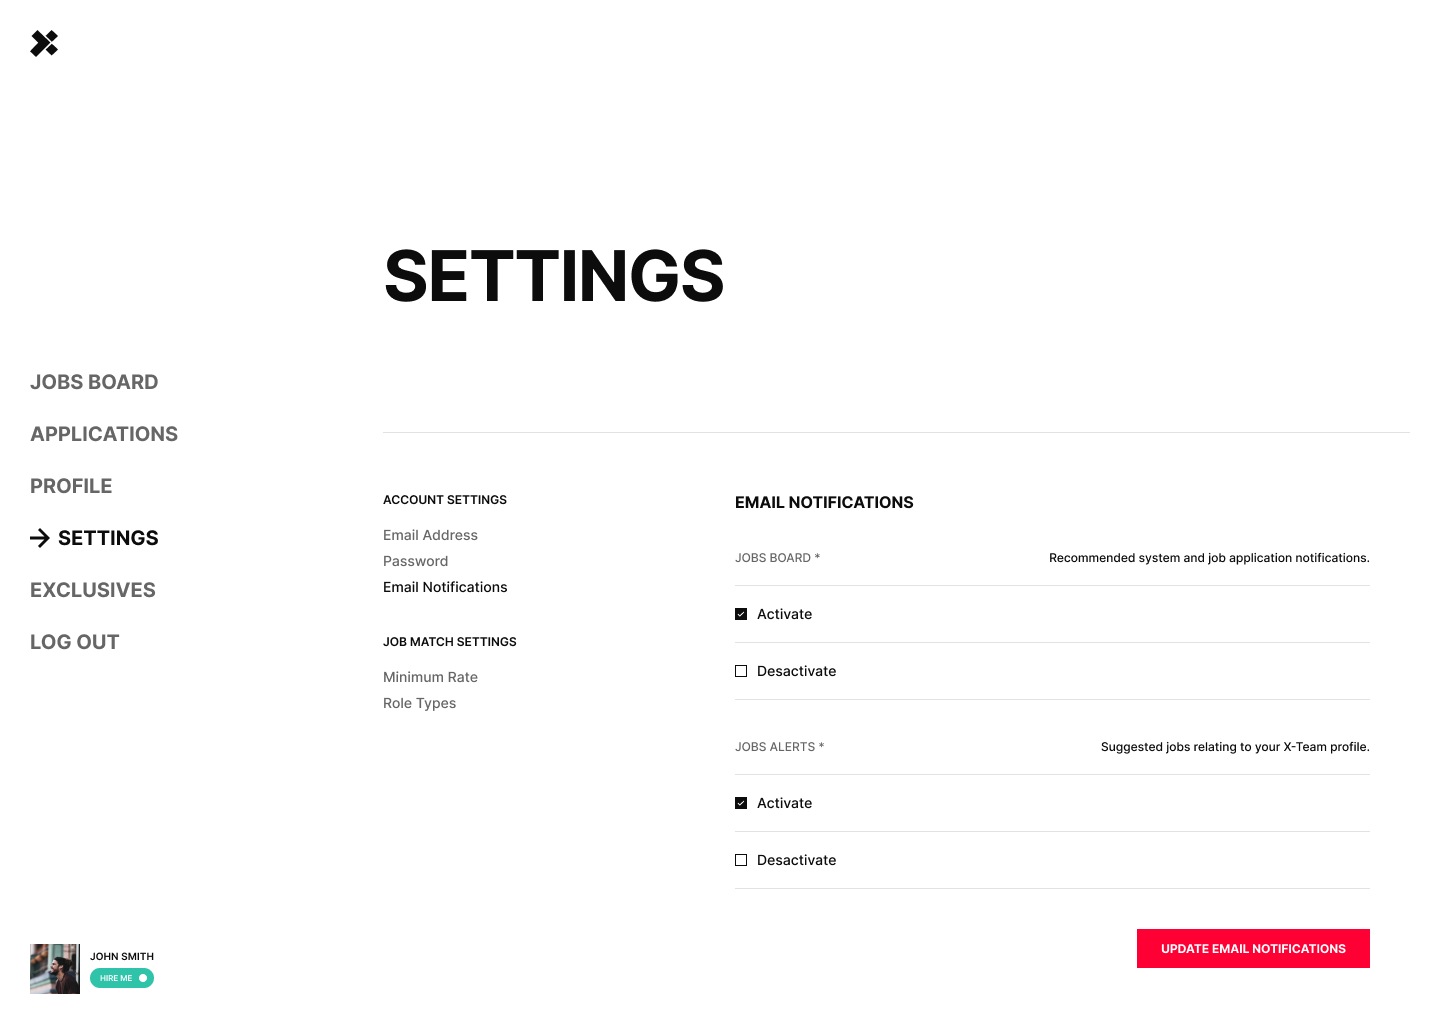 SETTINGS
JOBS BOARD
APPLICATIONS
PROFILE
SETTINGS
EXCLUSIVES
LOG OUT
ACCOUNT SETTINGS
Email Address
Password
Email Notifications
JOB MATCH SETTINGS
Minimum Rate
Role Types
EMAIL NOTIFICATIONS
JOBS BOARD * Recommended system and job application notifications.
Activate
Desactivate
JOBS ALERTS * Suggested jobs relating to your X-Team profile.
Activate
Desactivate
UPDATE EMAIL NOTIFICATIONS
JOHN SMITH
HIRE ME